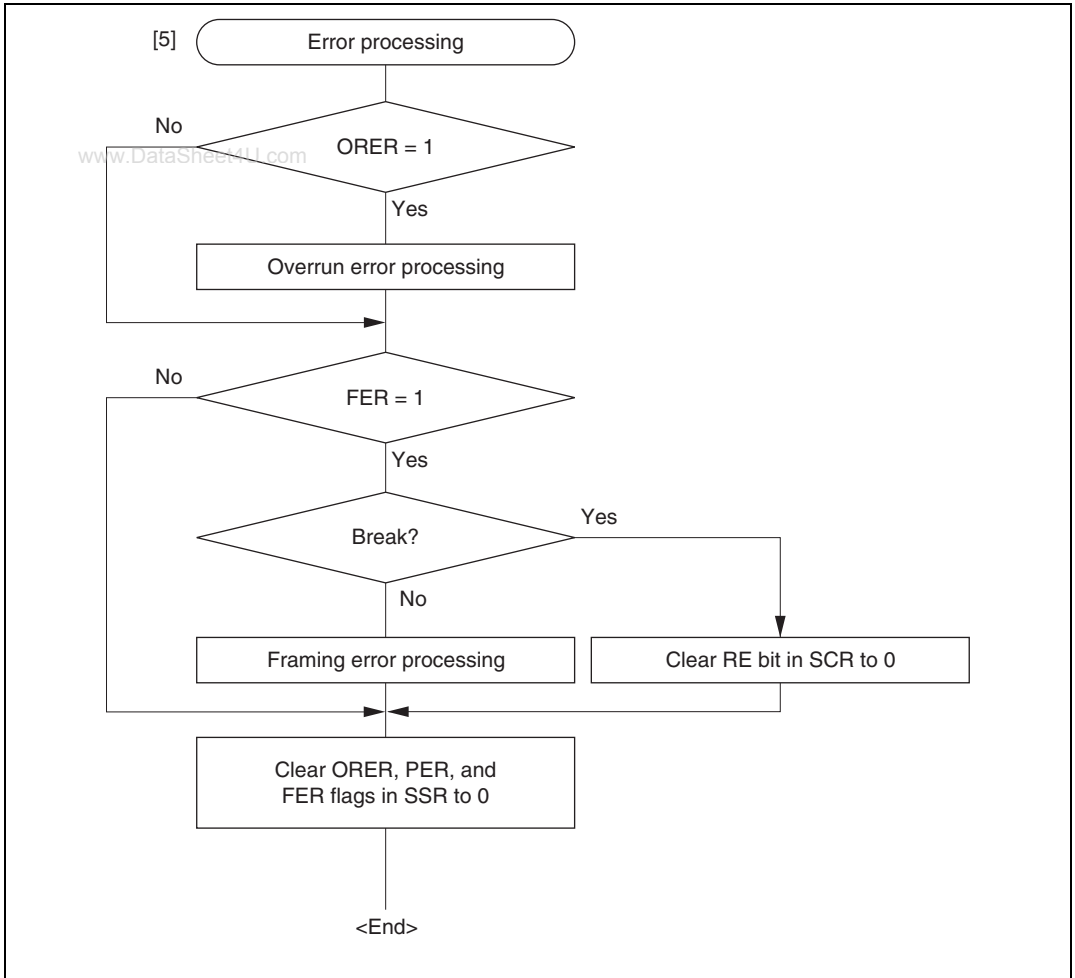 [5]
Error processing
No
ORER = 1
www.DataSheet4U.com
Yes
Overrun error processing
No
FER = 1
Yes
Break?
Yes
No
Framing error processing
Clear RE bit in SCR to 0
Clear ORER, PER, and
FER flags in SSR to 0
<End>